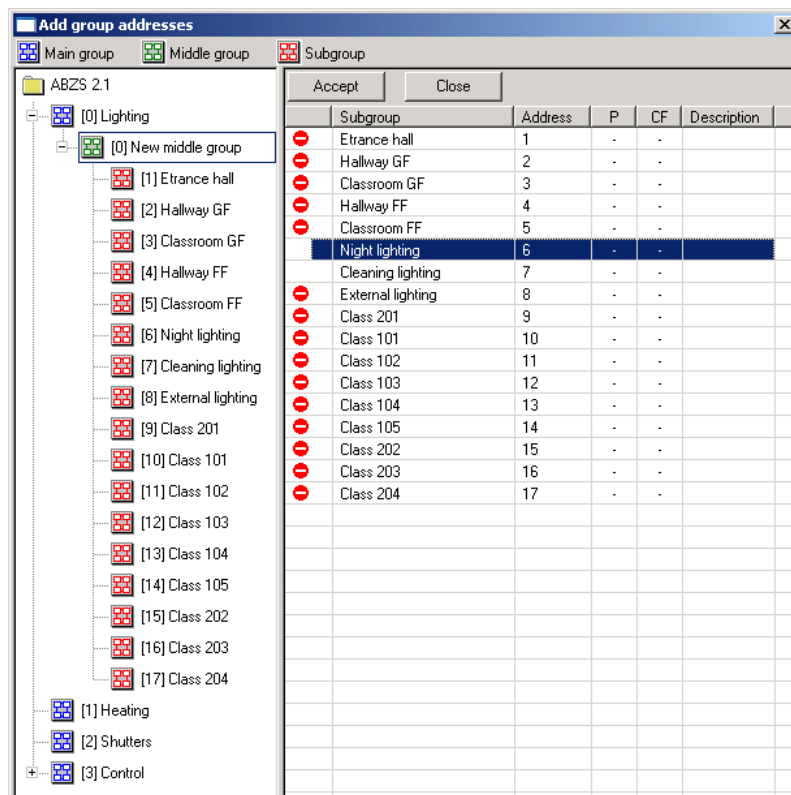 Add group addresses
Main group Middle group Subgroup
ABZS 2.1
[0] Lighting
[0] New middle group
[1] Etrance hall
[2] Hallway GF
[3] Classroom GF
[4] Hallway FF
[5] Classroom FF
[6] Night lighting
[7] Cleaning lighting
[8] External lighting
[9] Class 201
[10] Class 101
[11] Class 102
[12] Class 103
[13] Class 104
[14] Class 105
[15] Class 202
[16] Class 203
[17] Class 204
[1] Heating
[2] Shutters
[3] Control
Accept Close
Subgroup Address P CF Description
Etrance hall 1 - -
Hallway GF 2 - -
Classroom GF 3 - -
Hallway FF 4 - -
Classroom FF 5 - -
Night lighting 6 - -
Cleaning lighting 7 - -
External lighting 8 - -
Class 201 9 - -
Class 101 10 - -
Class 102 11 - -
Class 103 12 - -
Class 104 13 - -
Class 105 14 - -
Class 202 15 - -
Class 203 16 - -
Class 204 17 - -